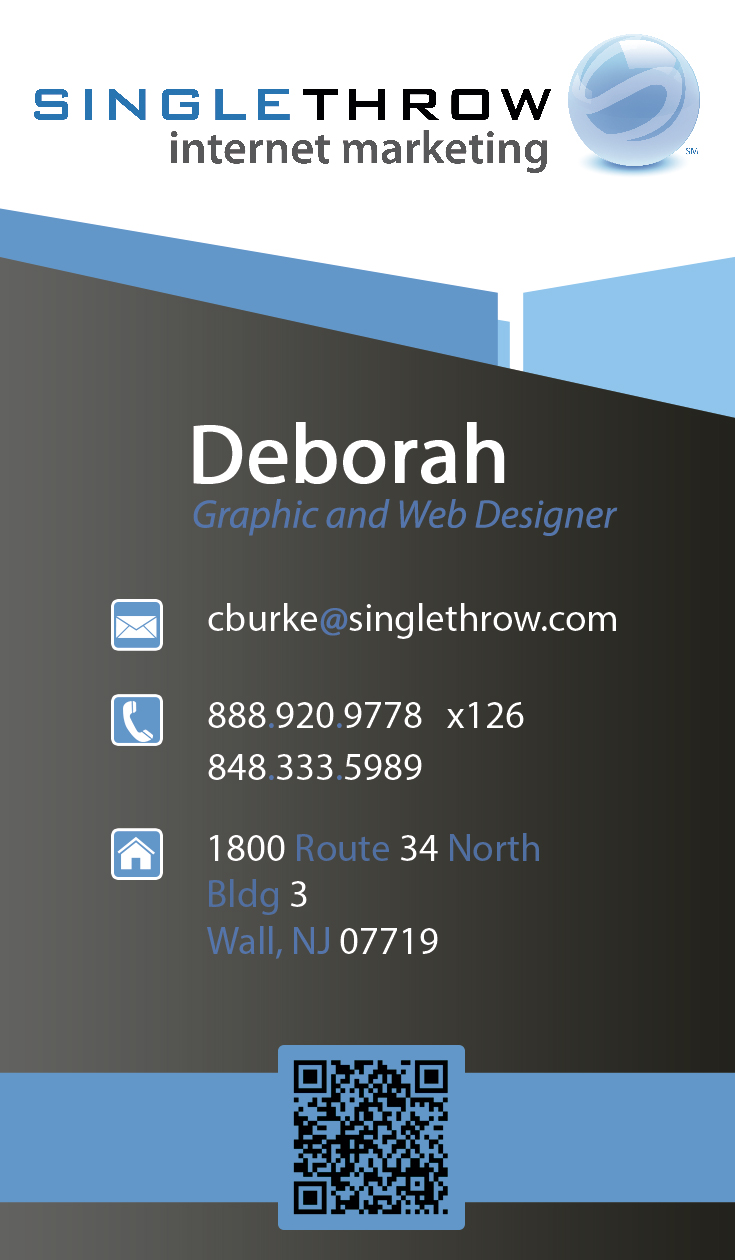 SINGLETHROW
internet marketing
SM
Deborah
Graphic and Web Designer
cburke@singlethrow.com
888.920.9778 x126
848.333.5989
1800 Route 34 North
Bldg 3
Wall, NJ 07719